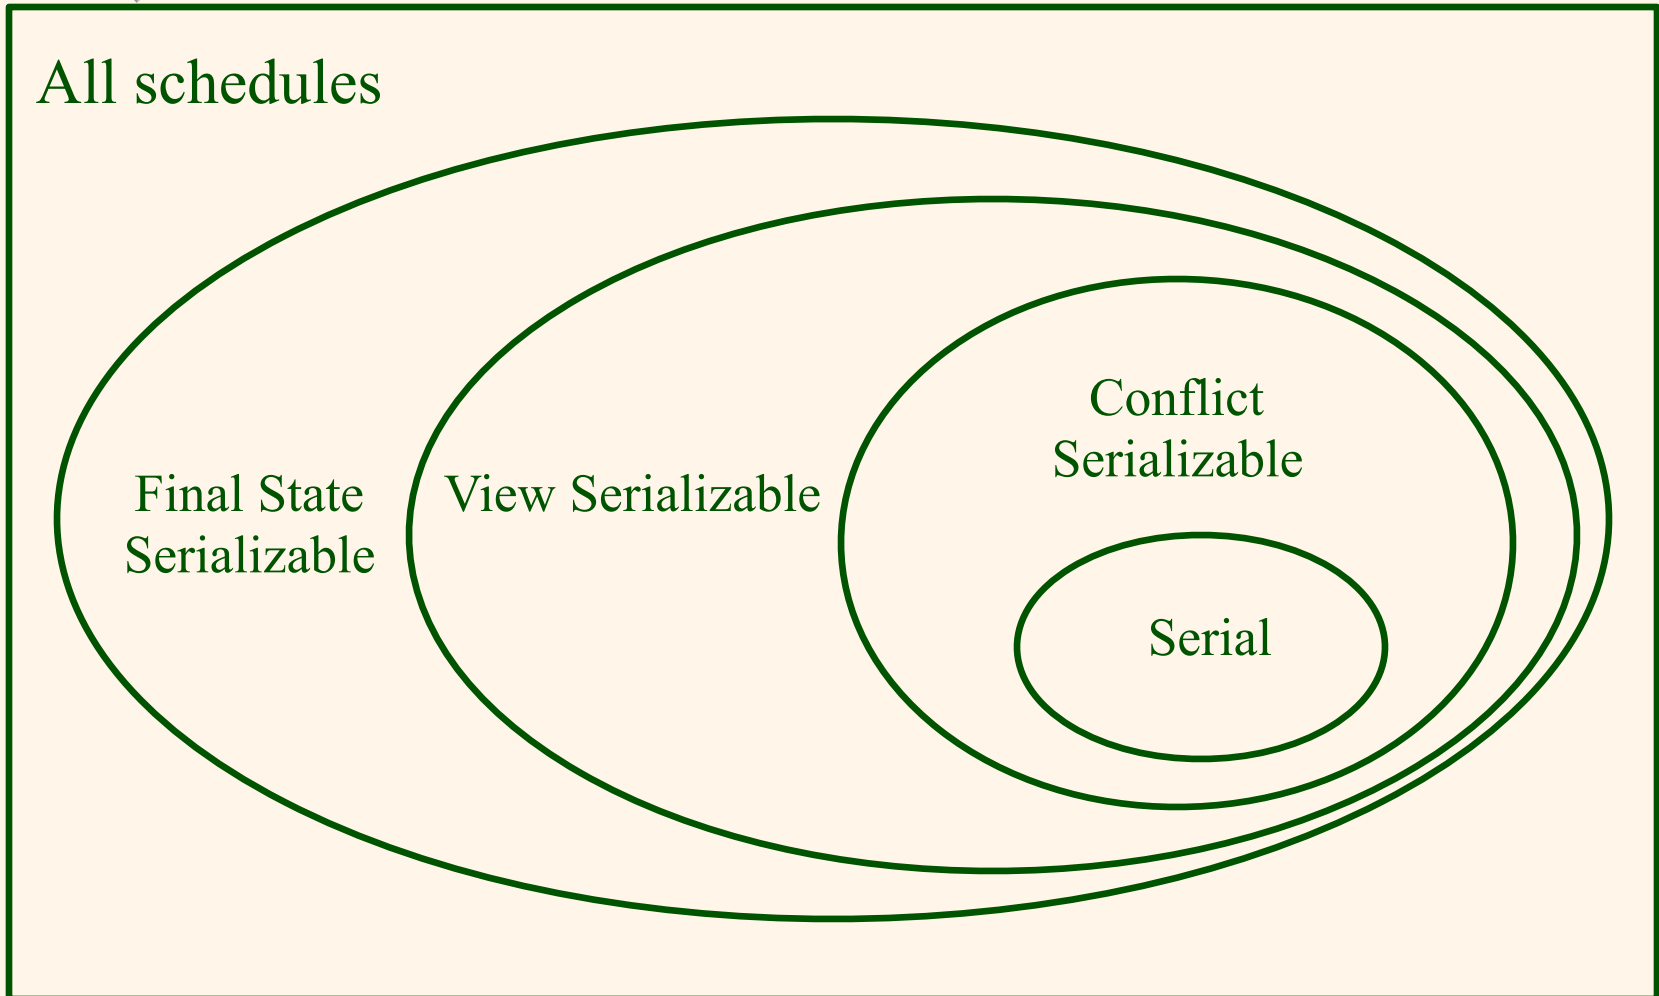 All schedules
Conflict
Serializable
Final State
Serializable
View Serializable
Serial